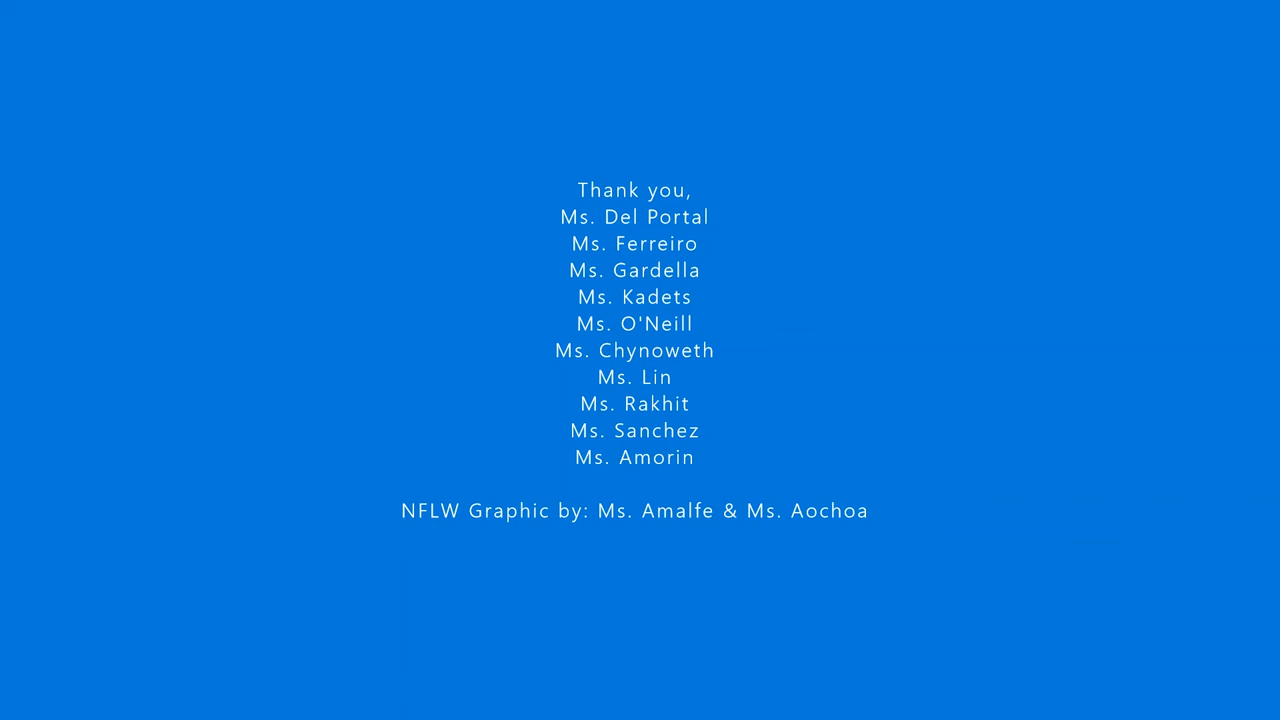 Thank you,
Ms. Del Portal
Ms. Ferreiro
Ms. Gardella
Ms. Kadets
Ms. O'Neill
Ms. Chynoweth
Ms. Lin
Ms. Rakhit
Ms. Sanchez
Ms. Amorin
NFLW Graphic by: Ms. Amalfe & Ms. Aochoa